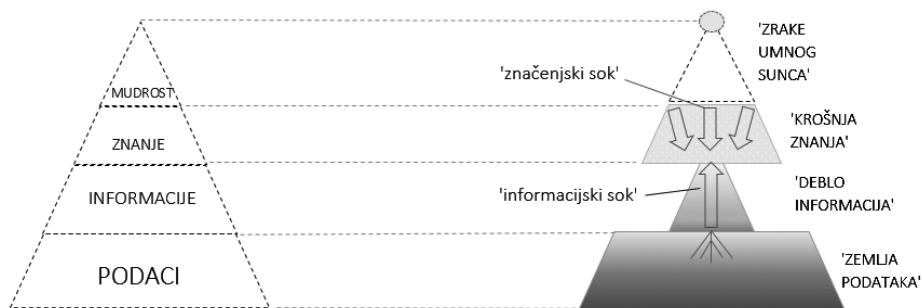 MUDROST
ZNANJE
INFORMACIJE
PODACI
'značenjski sok'
'informacijski sok'
'ZRAKE
UMNOG
SUNCA'
'KROŠNJA
ZNANJA'
'DEBLO
INFORMACIJA'
'ZEMLJA
PODATAKA'